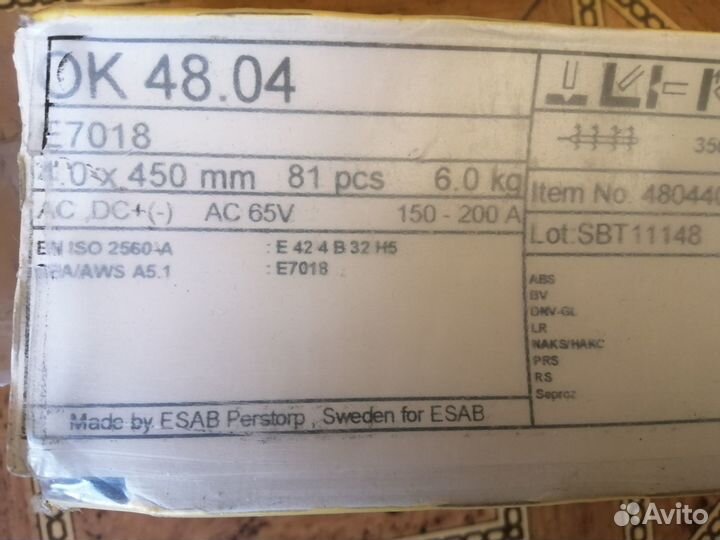 OK 48.04
E7018
4.0 x 450 mm 81 pcs 6.0 kg
AC ,DC+(-) AC 65V 150 - 200 A
EN ISO 2560-A : E 42 4 B 32 H5
SFA/AWS A5.1 : E7018
Made by ESAB Perstorp , Sweden for ESAB
350
Item No. 480440
Lot:SBT11148
ABS
BV
DNV-GL
LR
NAKS/HAKC
PRS
RS
Seproz
Avito